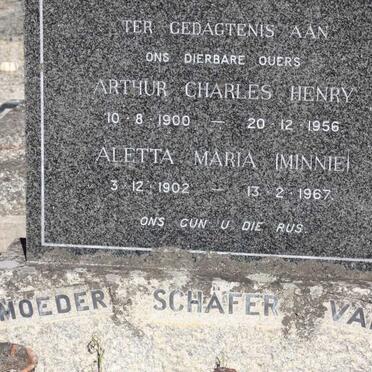 TER GEDAGTENIS AAN
ONS DIERBARE OUERS
ARTHUR CHARLES HENRY
10·8·1900 — 20·12·1956
ALETTA MARIA [MINNIE]
3·12·1902 — 13·2·1967
ONS GUN U DIE RUS
MOEDER SCHÄFER